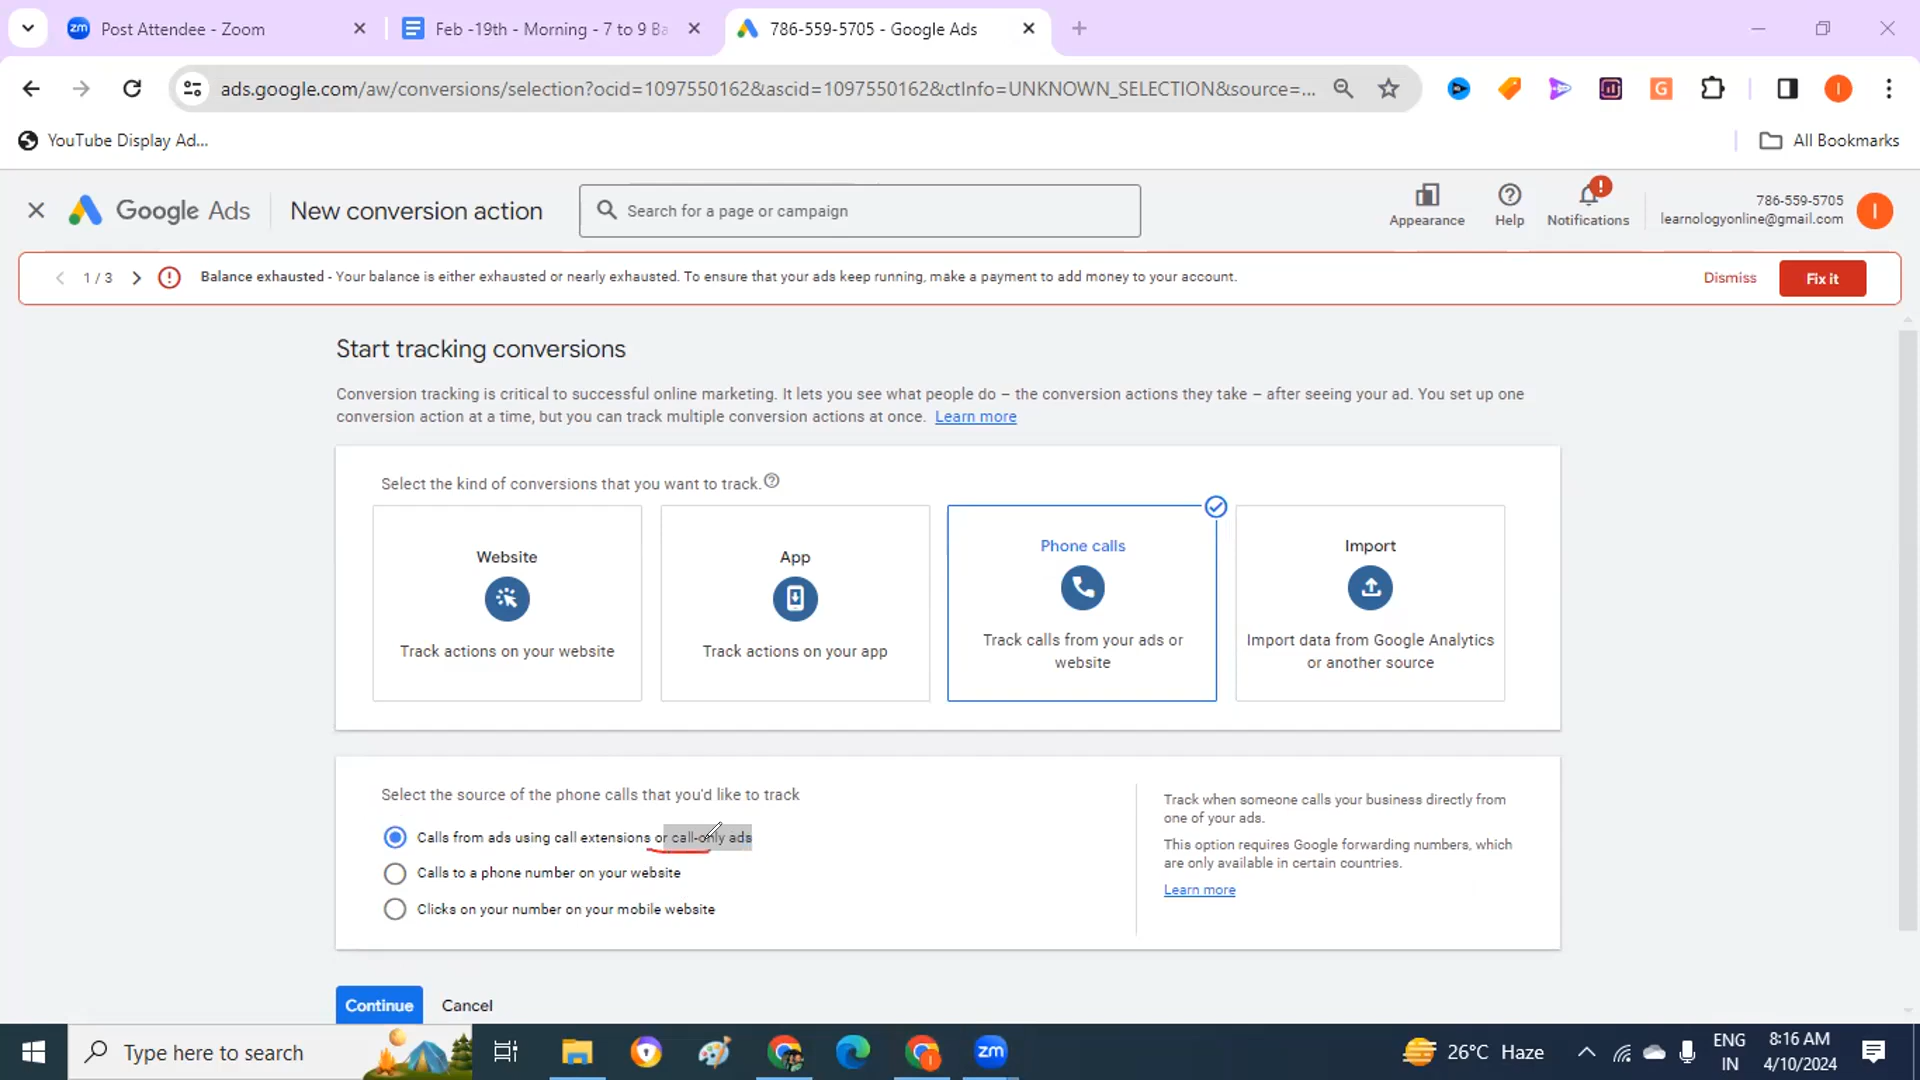 Post Attendee - Zoom
Feb -19th - Morning - 7 to 9 Ba
786-559-5705 - Google Ads
ads.google.com/aw/conversions/selection?ocid=1097550162&ascid=1097550162&ctInfo=UNKNOWN_SELECTION&source=...
YouTube Display Ad...
All Bookmarks
Google Ads
New conversion action
Search for a page or campaign
Appearance
Help
Notifications
786-559-5705
learnologyonline@gmail.com
1 / 3
Balance exhausted - Your balance is either exhausted or nearly exhausted. To ensure that your ads keep running, make a payment to add money to your account.
Dismiss
Fix it
Start tracking conversions
Conversion tracking is critical to successful online marketing. It lets you see what people do – the conversion actions they take – after seeing your ad. You set up one
conversion action at a time, but you can track multiple conversion actions at once. Learn more
Select the kind of conversions that you want to track.
Website
Track actions on your website
App
Track actions on your app
Phone calls
Track calls from your ads or
website
Import
Import data from Google Analytics
or another source
Select the source of the phone calls that you'd like to track
Calls from ads using call extensions or call-only ads
Calls to a phone number on your website
Clicks on your number on your mobile website
Track when someone calls your business directly from
one of your ads.
This option requires Google forwarding numbers, which
are only available in certain countries.
Learn more
Continue
Cancel
Type here to search
zm
26°C Haze
ENG
IN
8:16 AM
4/10/2024